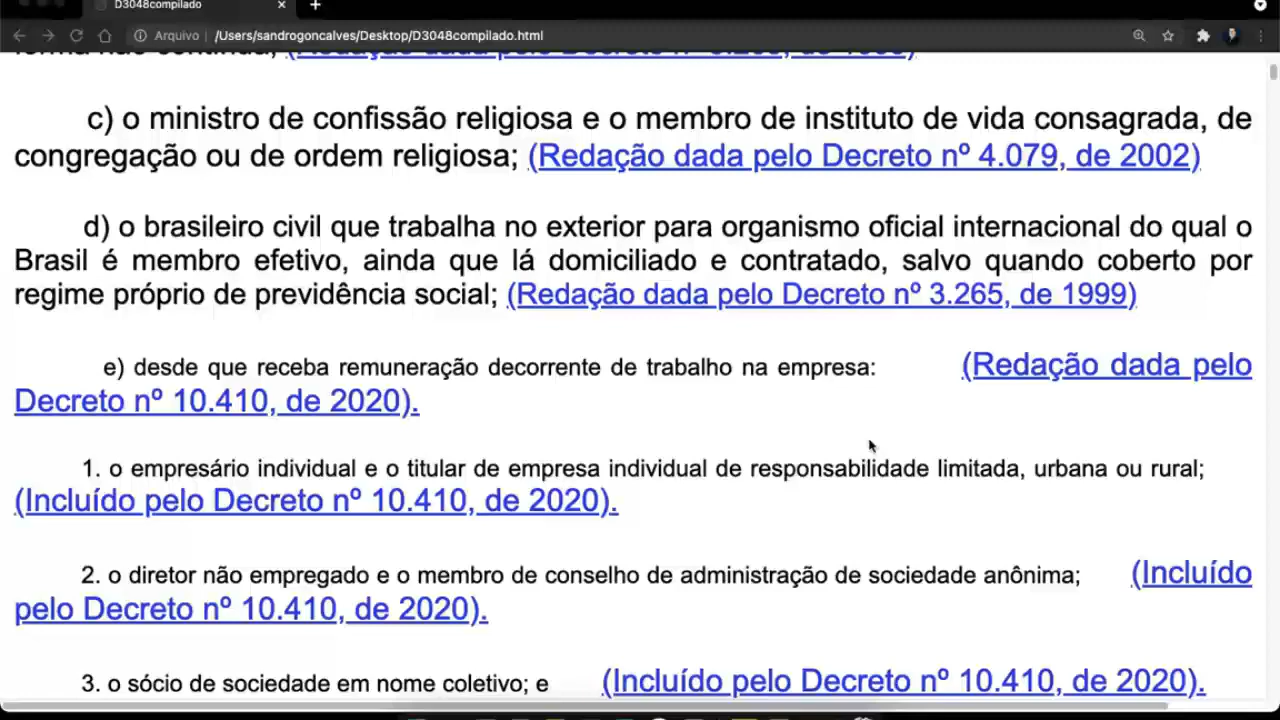 D3048compilado
Arquivo | /Users/sandrogoncalves/Desktop/D3048compilado.html
c) o ministro de confissão religiosa e o membro de instituto de vida consagrada, de
congregação ou de ordem religiosa; (Redação dada pelo Decreto nº 4.079, de 2002)
d) o brasileiro civil que trabalha no exterior para organismo oficial internacional do qual o
Brasil é membro efetivo, ainda que lá domiciliado e contratado, salvo quando coberto por
regime próprio de previdência social; (Redação dada pelo Decreto nº 3.265, de 1999)
e) desde que receba remuneração decorrente de trabalho na empresa: (Redação dada pelo
Decreto nº 10.410, de 2020).
1. o empresário individual e o titular de empresa individual de responsabilidade limitada, urbana ou rural;
(Incluído pelo Decreto nº 10.410, de 2020).
2. o diretor não empregado e o membro de conselho de administração de sociedade anônima; (Incluído
pelo Decreto nº 10.410, de 2020).
3. o sócio de sociedade em nome coletivo; e (Incluído pelo Decreto nº 10.410, de 2020).